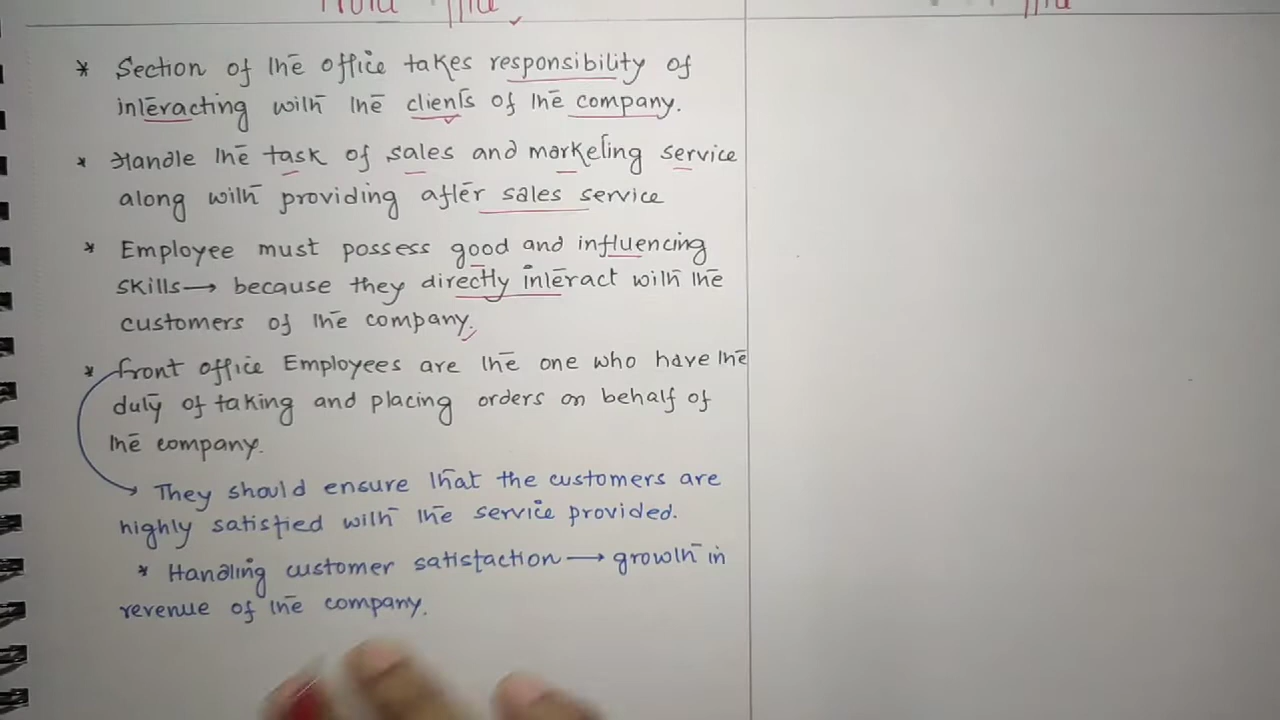 * Section of the office takes responsibility of
interacting with the clients of the company.
* Handle the task of sales and marketing service
along with providing after sales service
* Employee must possess good and influencing
skills → because they directly interact with the
customers of the company.
* front office Employees are the one who have the
duty of taking and placing orders on behalf of
the company.
→ They should ensure that the customers are
highly satisfied with the service provided.
* Handling customer satisfaction → growth in
revenue of the company.